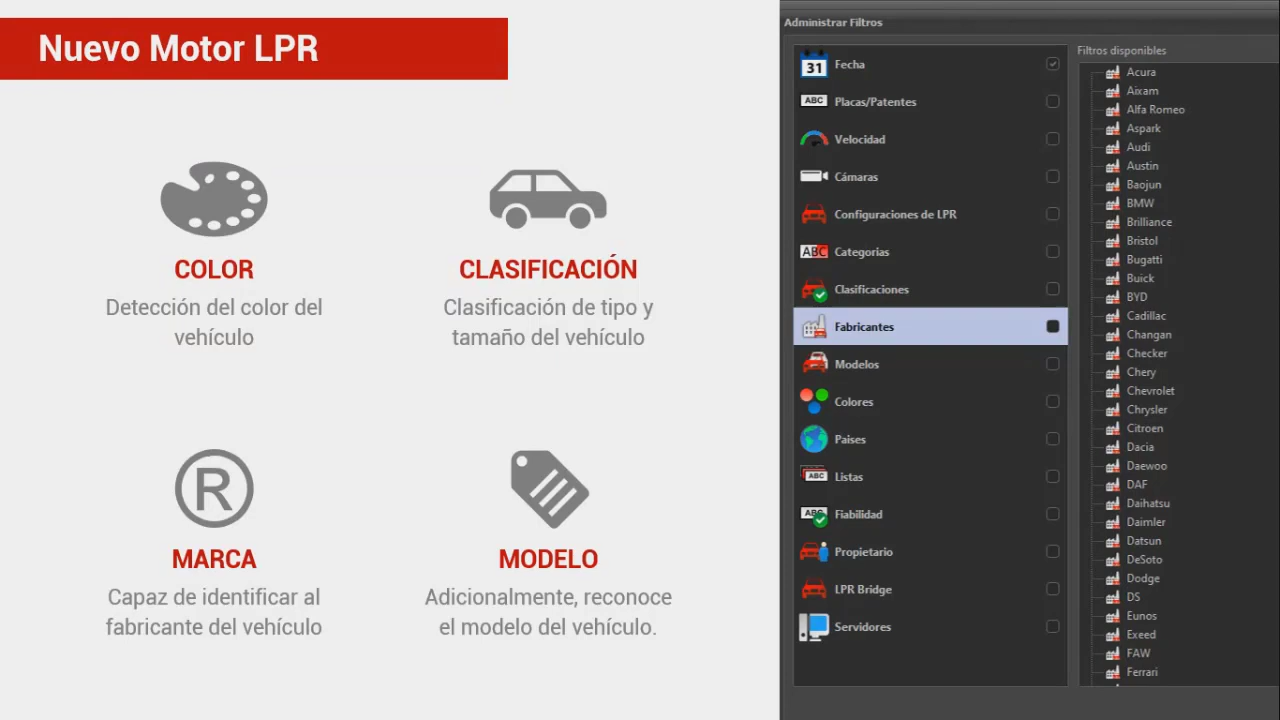 Nuevo Motor LPR
COLOR
Detección del color del
vehículo
CLASIFICACIÓN
Clasificación de tipo y
tamaño del vehículo
R
MARCA
Capaz de identificar al
fabricante del vehículo
MODELO
Adicionalmente, reconoce
el modelo del vehículo.
Administrar Filtros
31
Fecha
ABC
Placas/Patentes
Velocidad
Cámaras
Configuraciones de LPR
ABC
Categorias
Clasificaciones
Fabricantes
Modelos
Colores
Paises
ABC
Listas
ABC
Fiabilidad
Propietario
LPR Bridge
Servidores
Filtros disponibles
Acura
Aixam
Alfa Romeo
Aspark
Audi
Austin
Baojun
BMW
Brilliance
Bristol
Bugatti
Buick
BYD
Cadillac
Changan
Checker
Chery
Chevrolet
Chrysler
Citroen
Dacia
Daewoo
DAF
Daihatsu
Daimler
Datsun
DeSoto
Dodge
DS
Eunos
Exeed
FAW
Ferrari